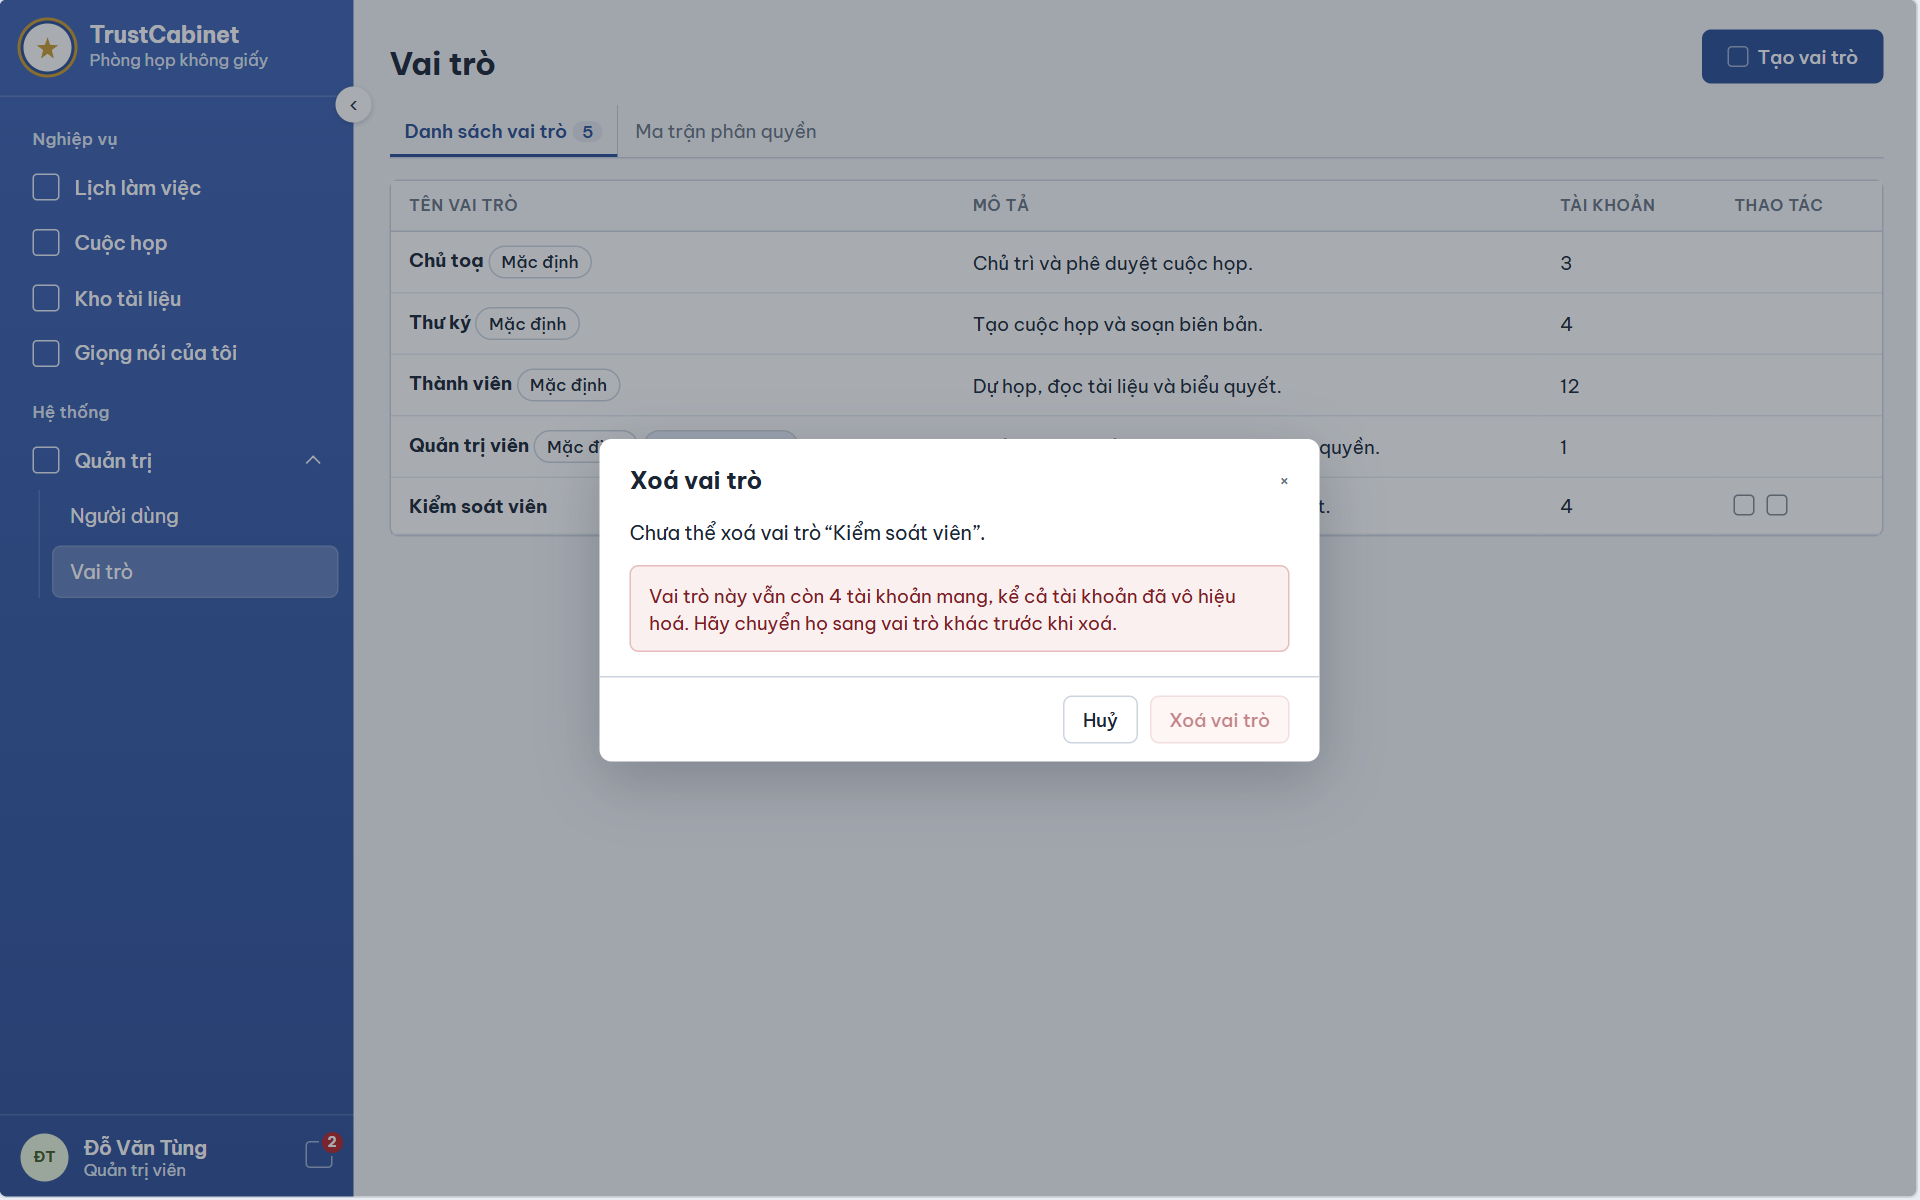 TrustCabinet
Phòng họp không giấy
Nghiệp vụ
Lịch làm việc
Cuộc họp
Kho tài liệu
Giọng nói của tôi
Hệ thống
Quản trị
Người dùng
Vai trò
ĐT
Đỗ Văn Tùng
Quản trị viên
2
Vai trò
Tạo vai trò
Danh sách vai trò 5
Ma trận phân quyền
TÊN VAI TRÒ MÔ TẢ TÀI KHOẢN THAO TÁC
Chủ toạ Mặc định Chủ trì và phê duyệt cuộc họp. 3
Thư ký Mặc định Tạo cuộc họp và soạn biên bản. 4
Thành viên Mặc định Dự họp, đọc tài liệu và biểu quyết. 12
Quản trị viên Mặc quyền. 1
Kiểm soát viên 4
Xoá vai trò
Chưa thể xoá vai trò “Kiểm soát viên”.
Vai trò này vẫn còn 4 tài khoản mang, kể cả tài khoản đã vô hiệu
hoá. Hãy chuyển họ sang vai trò khác trước khi xoá.
Huỷ
Xoá vai trò